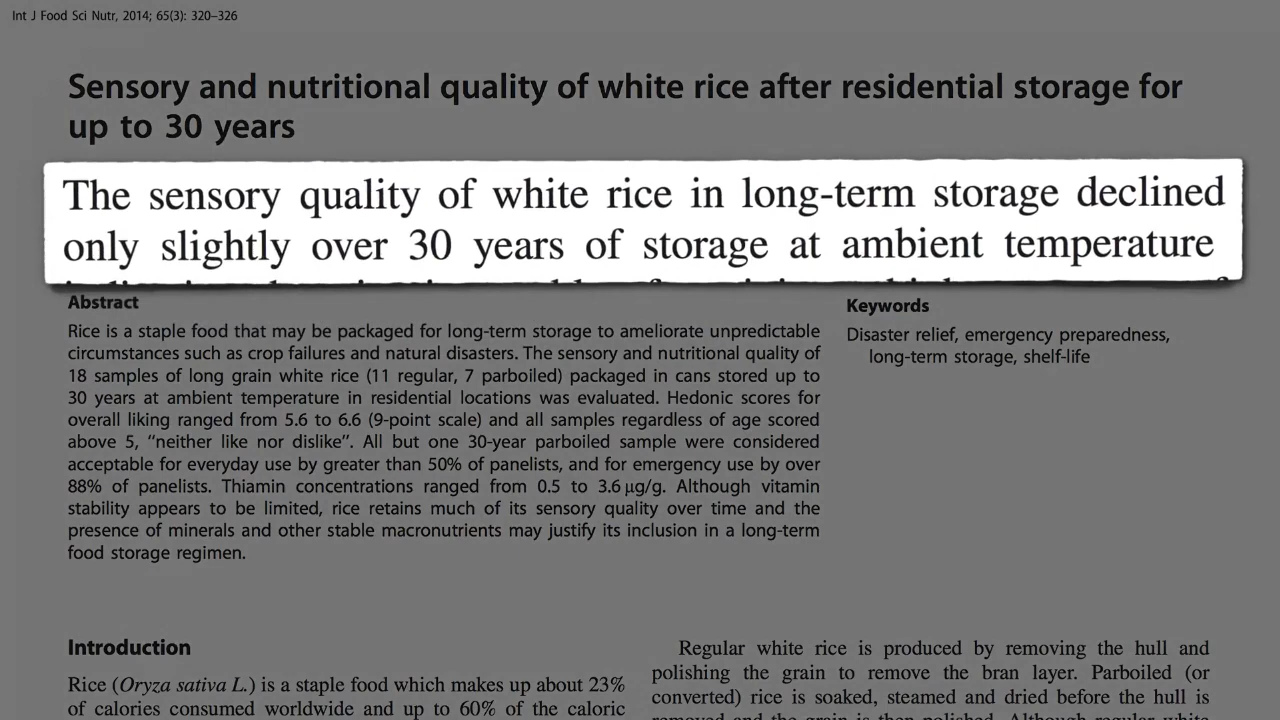 Int J Food Sci Nutr, 2014; 65(3): 320–326
Sensory and nutritional quality of white rice after residential storage for
up to 30 years
The sensory quality of white rice in long-term storage declined
only slightly over 30 years of storage at ambient temperature
Abstract
Rice is a staple food that may be packaged for long-term storage to ameliorate unpredictable
circumstances such as crop failures and natural disasters. The sensory and nutritional quality of
18 samples of long grain white rice (11 regular, 7 parboiled) packaged in cans stored up to
30 years at ambient temperature in residential locations was evaluated. Hedonic scores for
overall liking ranged from 5.6 to 6.6 (9-point scale) and all samples regardless of age scored
above 5, “neither like nor dislike”. All but one 30-year parboiled sample were considered
acceptable for everyday use by greater than 50% of panelists, and for emergency use by over
88% of panelists. Thiamin concentrations ranged from 0.5 to 3.6 µg/g. Although vitamin
stability appears to be limited, rice retains much of its sensory quality over time and the
presence of minerals and other stable macronutrients may justify its inclusion in a long-term
food storage regimen.
Keywords
Disaster relief, emergency preparedness,
long-term storage, shelf-life
Introduction
Rice (Oryza sativa L.) is a staple food which makes up about 23%
of calories consumed worldwide and up to 60% of the caloric
Regular white rice is produced by removing the hull and
polishing the grain to remove the bran layer. Parboiled (or
converted) rice is soaked, steamed and dried before the hull is
removed and the grain is then polished. Although regular white